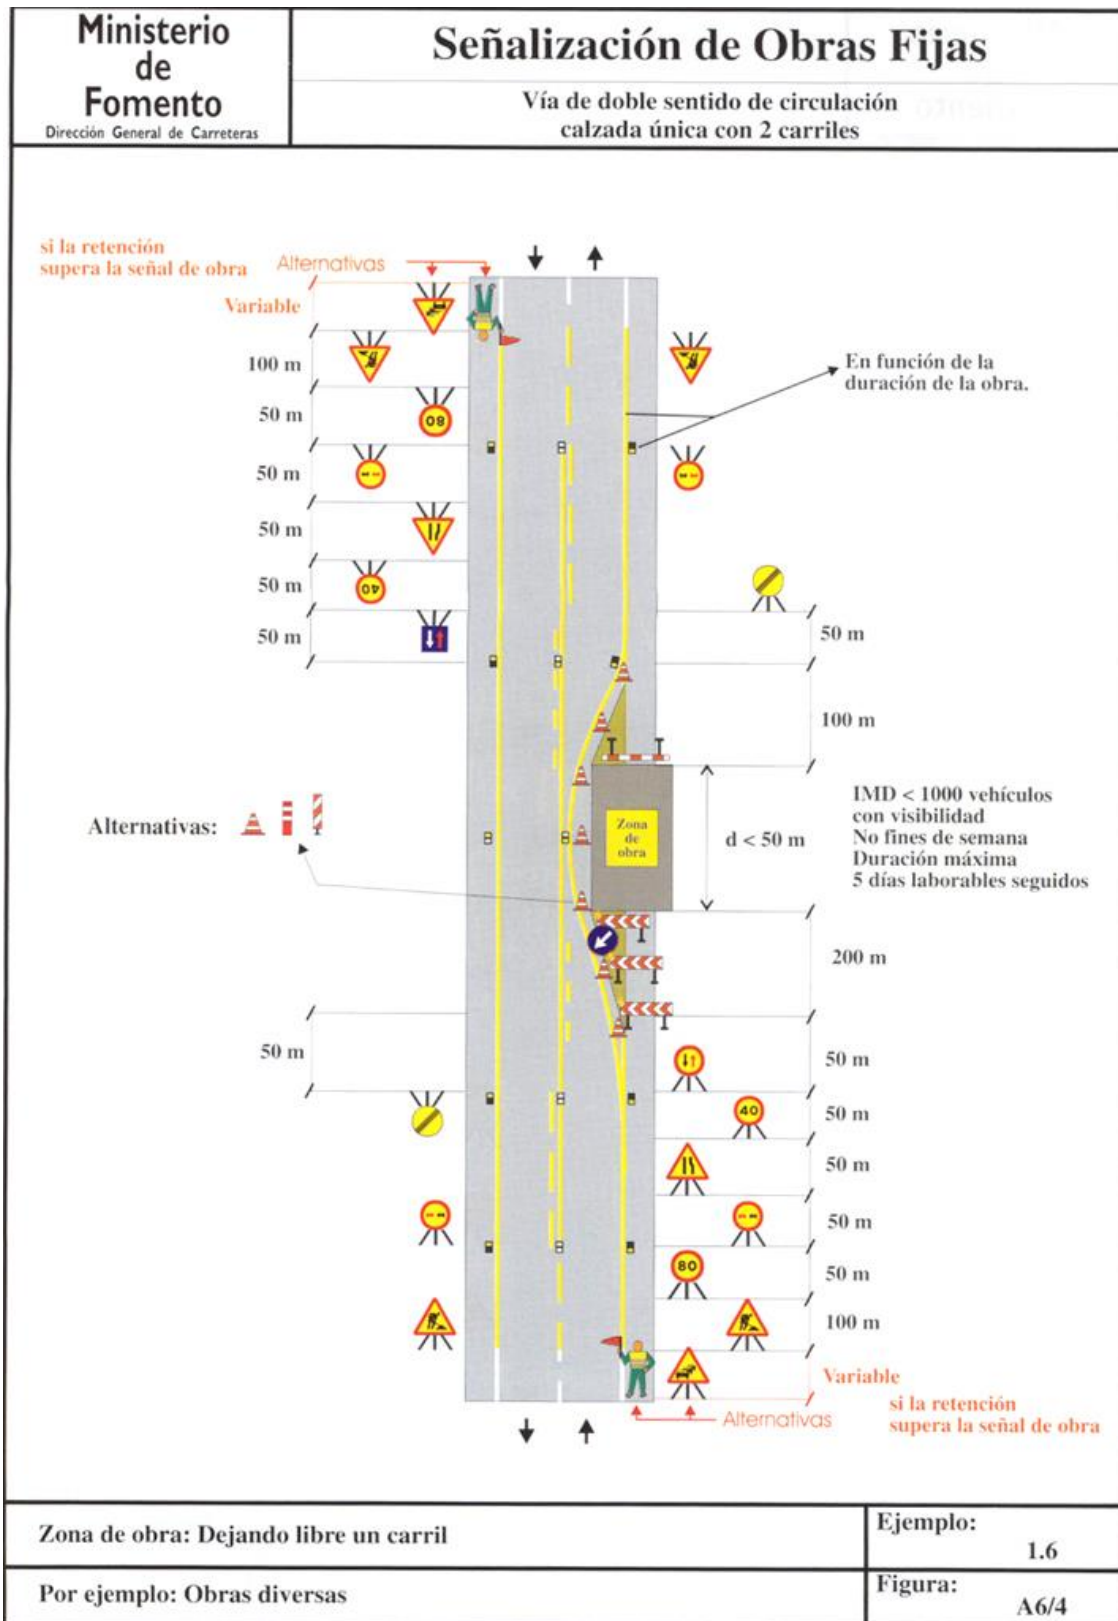 Ministerio
de
Fomento
Dirección General de Carreteras
Señalización de Obras Fijas
Vía de doble sentido de circulación
calzada única con 2 carriles
si la retención
supera la señal de obra
Alternativas
Variable
100 m
50 m
80
50 m
50 m
50 m
40
50 m
En función de la
duración de la obra.
50 m
100 m
Alternativas:
Zona
de
obra
d < 50 m
IMD < 1000 vehículos
con visibilidad
No fines de semana
Duración máxima
5 días laborables seguidos
200 m
50 m
50 m
40
50 m
50 m
50 m
80
50 m
100 m
Variable
Alternativas
si la retención
supera la señal de obra
Zona de obra: Dejando libre un carril
Ejemplo:
1.6
Por ejemplo: Obras diversas
Figura:
A6/4